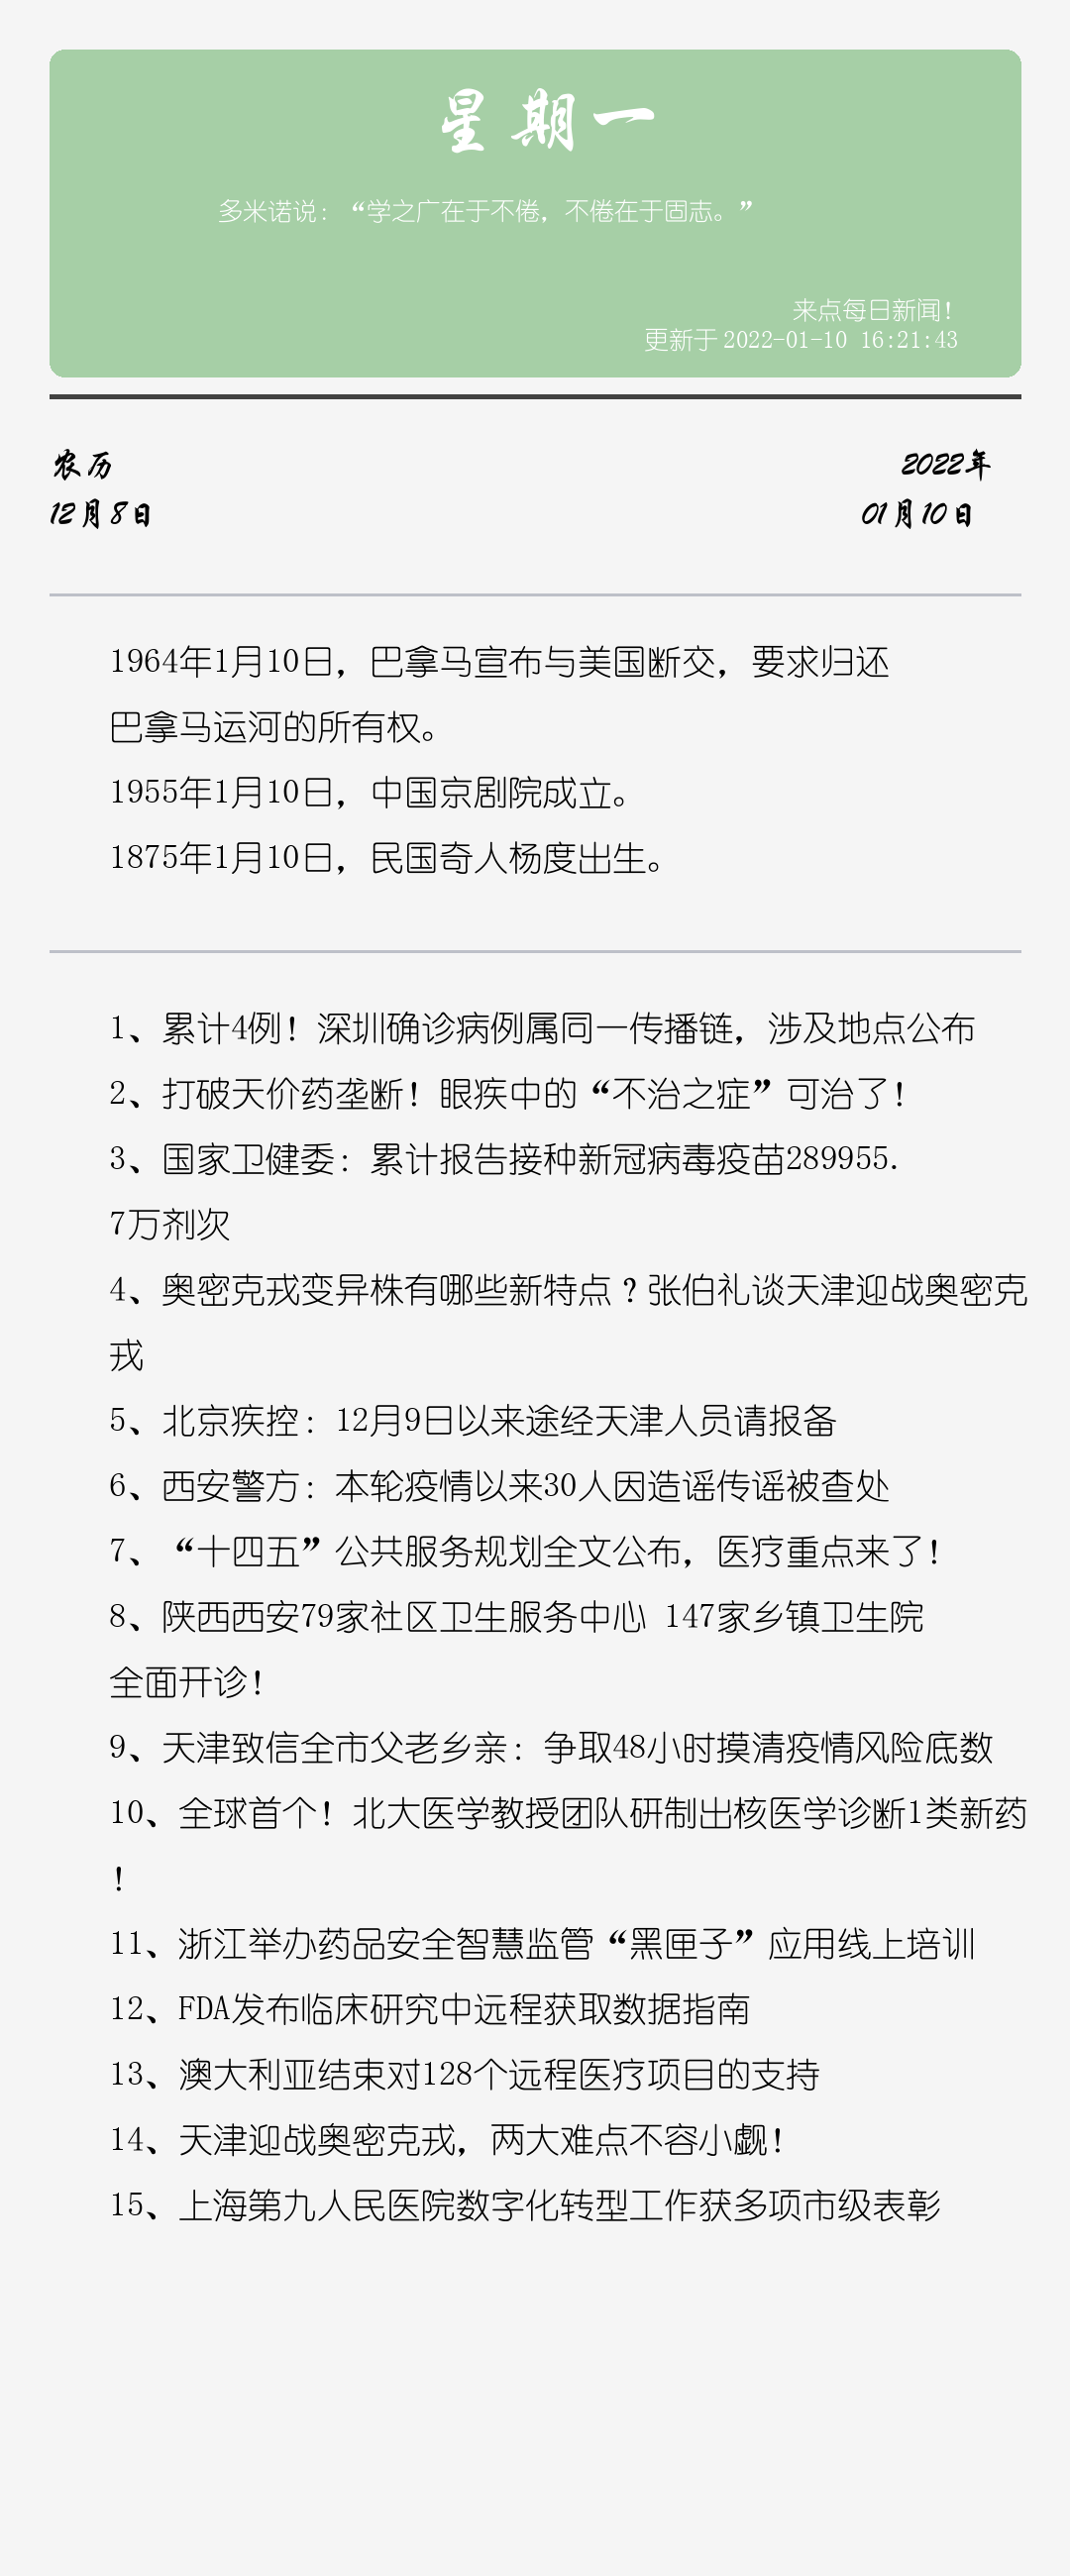 星期一
多米诺说：“学之广在于不倦，不倦在于固志。”
来点每日新闻！
更新于2022-01-10 16:21:43
农历
2022年
12月8日
01月10日
1964年1月10日，巴拿马宣布与美国断交，要求归还
巴拿马运河的所有权。
1955年1月10日，中国京剧院成立。
1875年1月10日，民国奇人杨度出生。
1、累计4例！深圳确诊病例属同一传播链，涉及地点公布
2、打破天价药垄断！眼疾中的“不治之症”可治了！
3、国家卫健委：累计报告接种新冠病毒疫苗289955.
7万剂次
4、奥密克戎变异株有哪些新特点？张伯礼谈天津迎战奥密克
戎
5、北京疾控：12月9日以来途经天津人员请报备
6、西安警方：本轮疫情以来30人因造谣传谣被查处
7、“十四五”公共服务规划全文公布，医疗重点来了！
8、陕西西安79家社区卫生服务中心 147家乡镇卫生院
全面开诊！
9、天津致信全市父老乡亲：争取48小时摸清疫情风险底数
10、全球首个！北大医学教授团队研制出核医学诊断1类新药
！
11、浙江举办药品安全智慧监管“黑匣子”应用线上培训
12、FDA发布临床研究中远程获取数据指南
13、澳大利亚结束对128个远程医疗项目的支持
14、天津迎战奥密克戎，两大难点不容小觑！
15、上海第九人民医院数字化转型工作获多项市级表彰